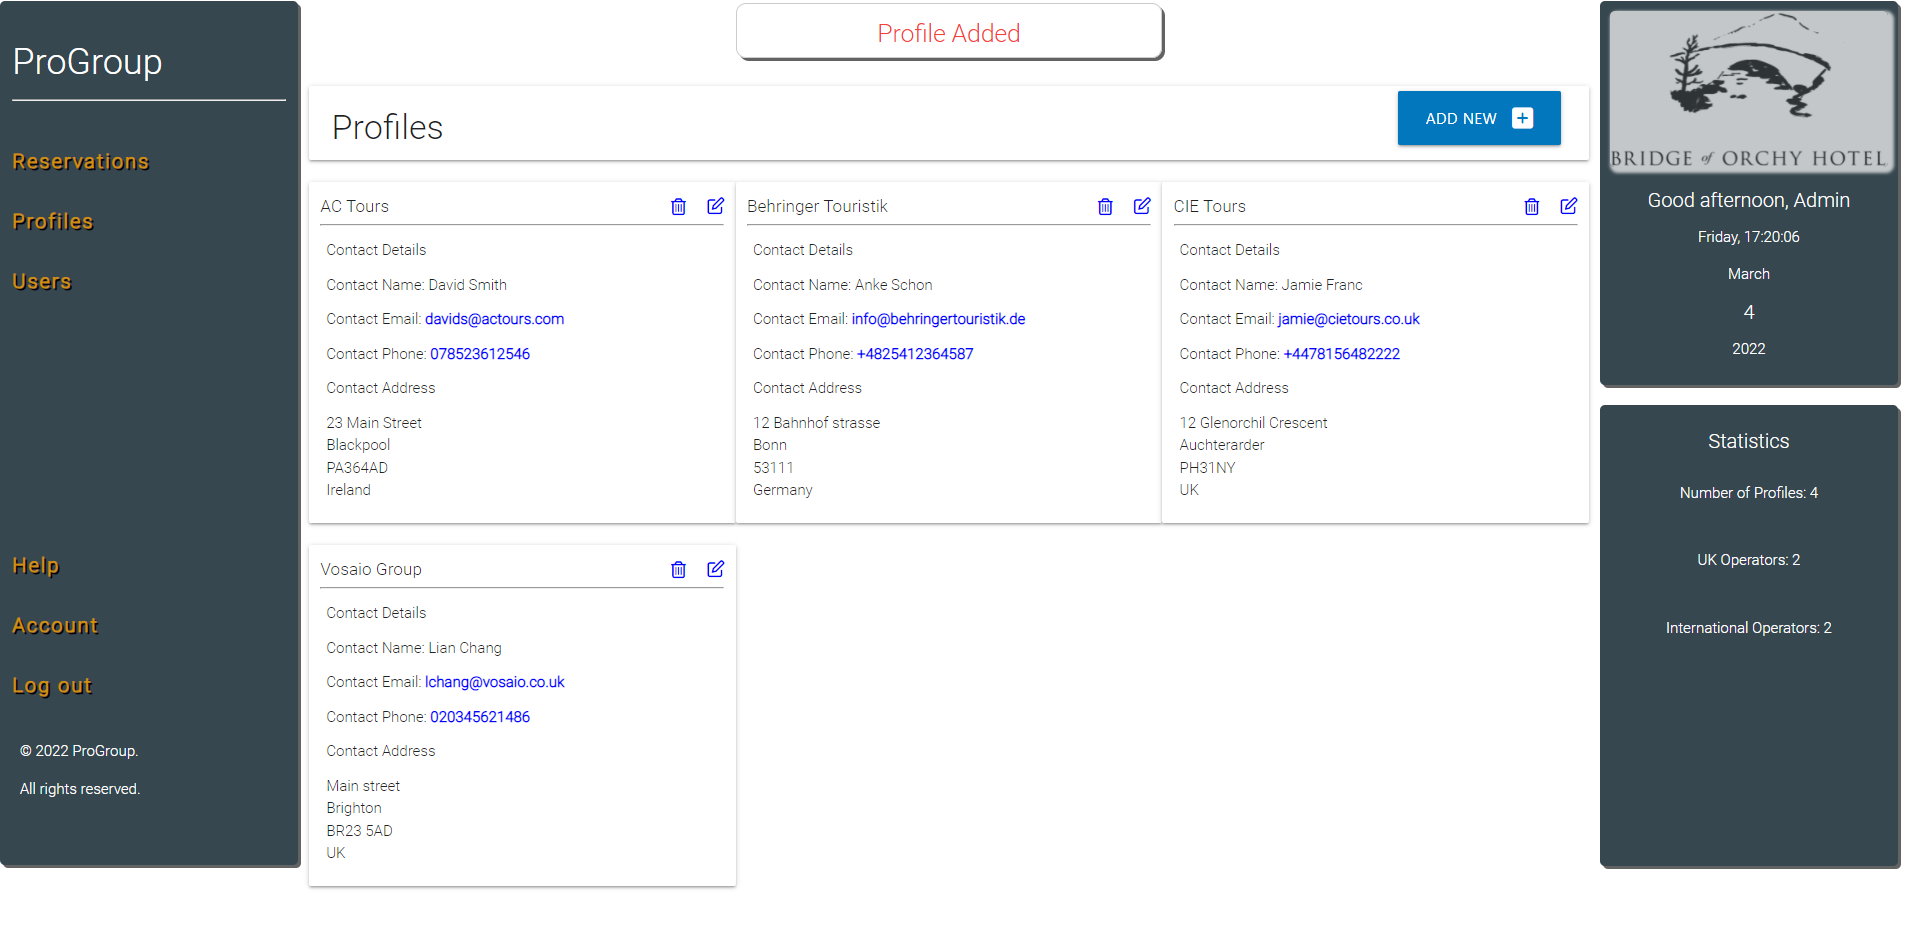 ProGroup
Reservations
Profiles
Users
Help
Account
Log out
© 2022 ProGroup.
All rights reserved.
Profile Added
Profiles
ADD NEW
AC Tours
Contact Details
Contact Name: David Smith
Contact Email: davids@actours.com
Contact Phone: 078523612546
Contact Address
23 Main Street
Blackpool
PA364AD
Ireland
Behringer Touristik
Contact Details
Contact Name: Anke Schon
Contact Email: info@behringertouristik.de
Contact Phone: +4825412364587
Contact Address
12 Bahnhof strasse
Bonn
53111
Germany
CIE Tours
Contact Details
Contact Name: Jamie Franc
Contact Email: jamie@cietours.co.uk
Contact Phone: +4478156482222
Contact Address
12 Glenorchil Crescent
Auchterarder
PH31NY
UK
Vosaio Group
Contact Details
Contact Name: Lian Chang
Contact Email: lchang@vosaio.co.uk
Contact Phone: 020345621486
Contact Address
Main street
Brighton
BR23 5AD
UK
BRIDGE of ORCHY HOTEL
Good afternoon, Admin
Friday, 17:20:06
March
4
2022
Statistics
Number of Profiles: 4
UK Operators: 2
International Operators: 2